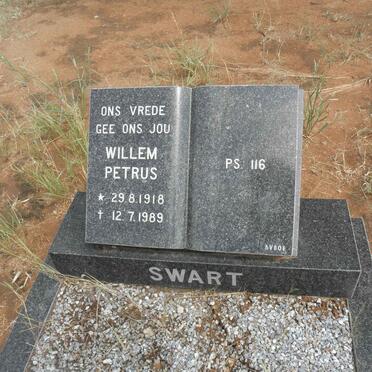 ONS VREDE
GEE ONS JOU
WILLEM
PETRUS
* 29.8.1918
† 12.7.1989
PS. 116
SWART